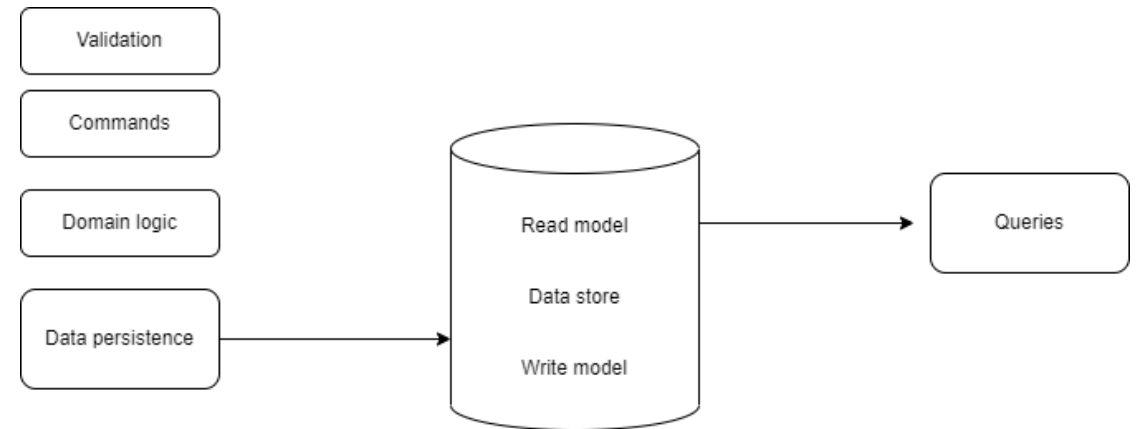 Validation
Commands
Domain logic
Data persistence
Read model
Data store
Write model
Queries